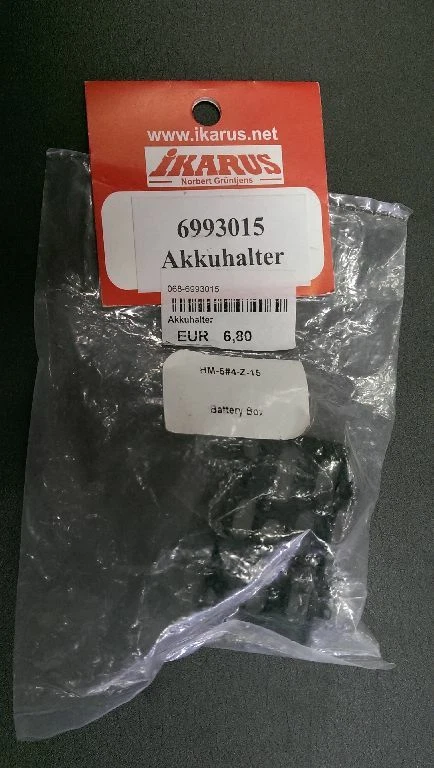 www.ikarus.net
IKARUS
Norbert Grüntjens
6993015
Akkuhalter
068-6993015
Akkuhalter
EUR 6,80
HM-5#4-Z-15
Battery Box